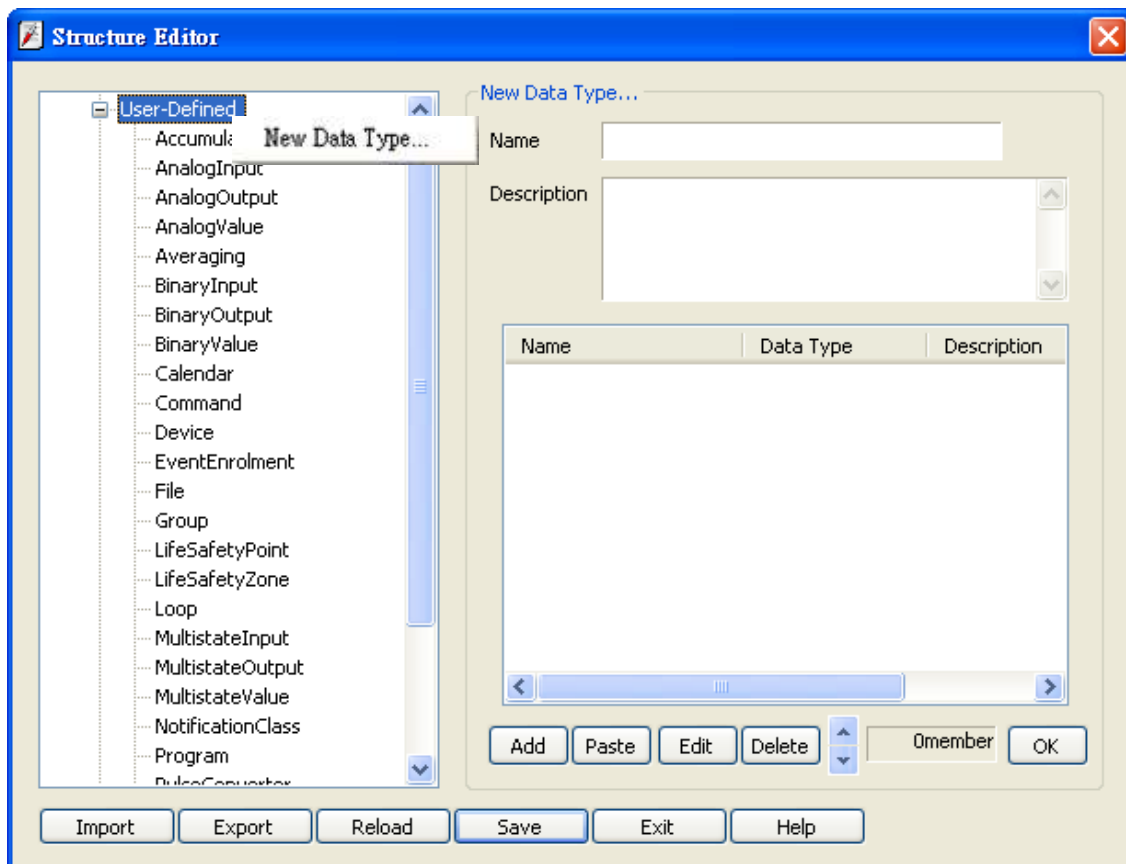 Structure Editor
User-Defined
New Data Type...
AnalogInput
AnalogOutput
AnalogValue
Averaging
BinaryInput
BinaryOutput
BinaryValue
Calendar
Command
Device
EventEnrolment
File
Group
LifeSafetyPoint
LifeSafetyZone
Loop
MultistateInput
MultistateOutput
MultistateValue
NotificationClass
Program
New Data Type...
Name
Description
Name Data Type Description
Add Paste Edit Delete 0member OK
Import Export Reload Save Exit Help